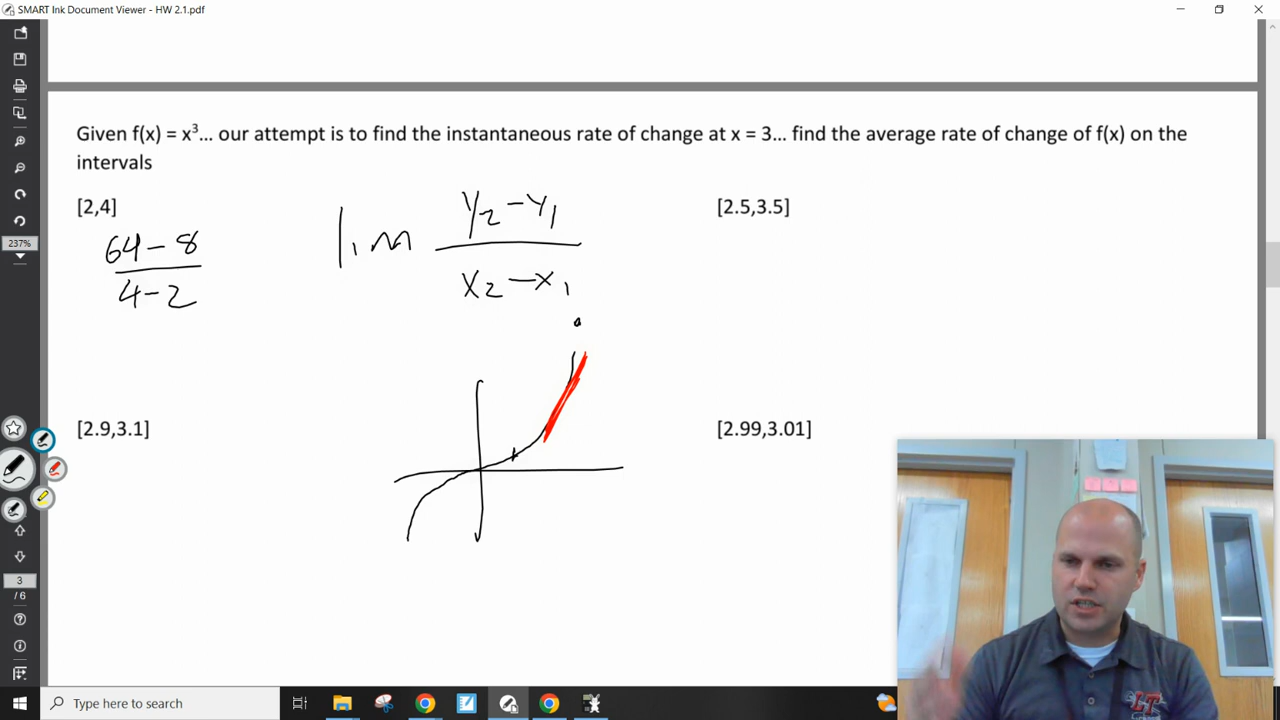 SMART Ink Document Viewer - HW 2.1.pdf
Given f(x) = x³... our attempt is to find the instantaneous rate of change at x = 3... find the average rate of change of f(x) on the
intervals
[2,4]
[2.5,3.5]
64 - 8
4 - 2
lim
y₂ - y₁
x₂ - x₁
237%
[2.9,3.1]
[2.99,3.01]
3
/ 6
LT
Type here to search